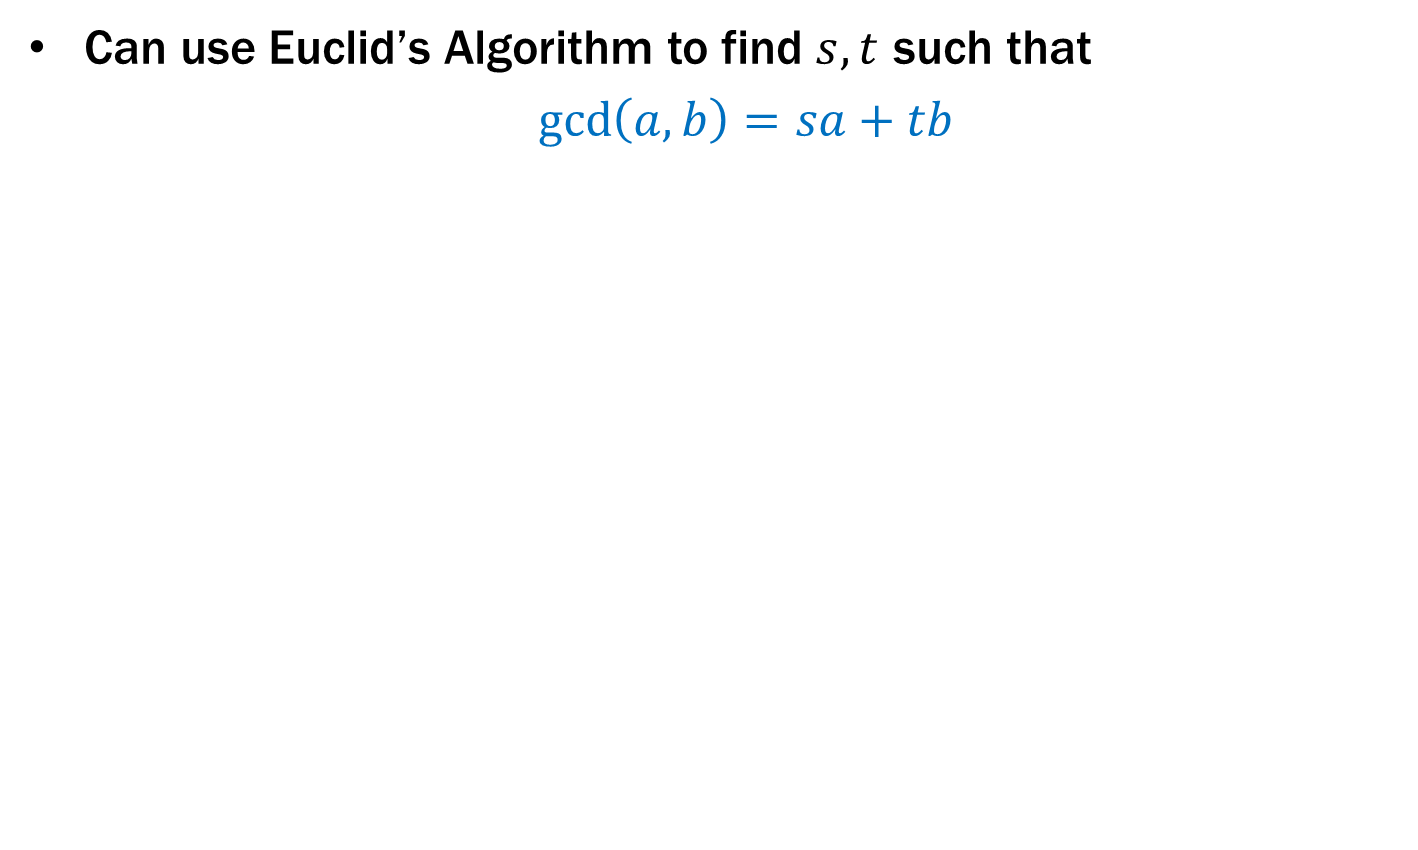 • Can use Euclid’s Algorithm to find s, t such that
gcd(a, b) = sa + tb